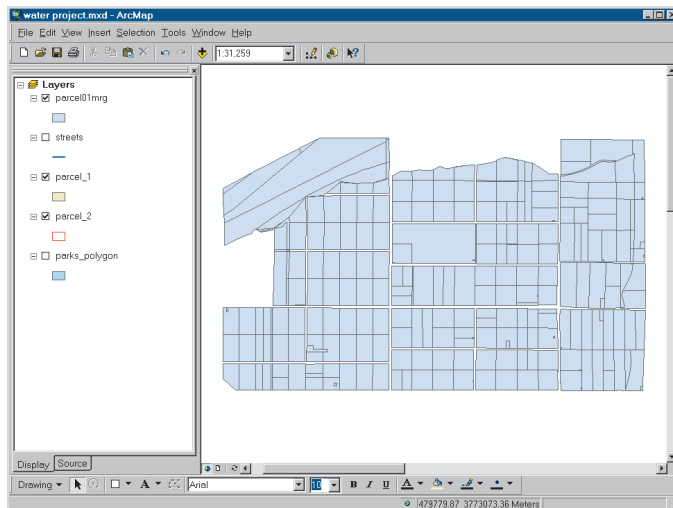 water project.mxd - ArcMap
File Edit View Insert Selection Tools Window Help
1:31,259
Layers
parcel01mrg
streets
parcel_1
parcel_2
parks_polygon
Display Source
Drawing A Arial 10 B I U A
479779.87 3773073.36 Meters